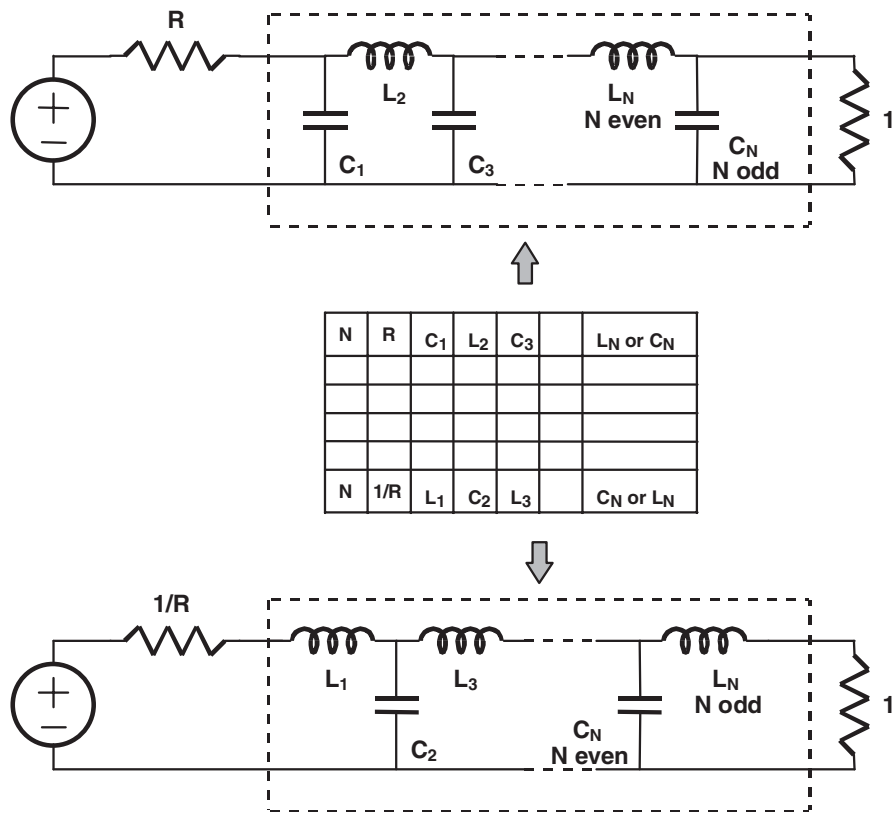 R
L2
C1
C3
LN
N even
CN
N odd
1
N R C1 L2 C3 LN or CN
N 1/R L1 C2 L3 CN or LN
1/R
L1
L3
C2
CN
N even
LN
N odd
1